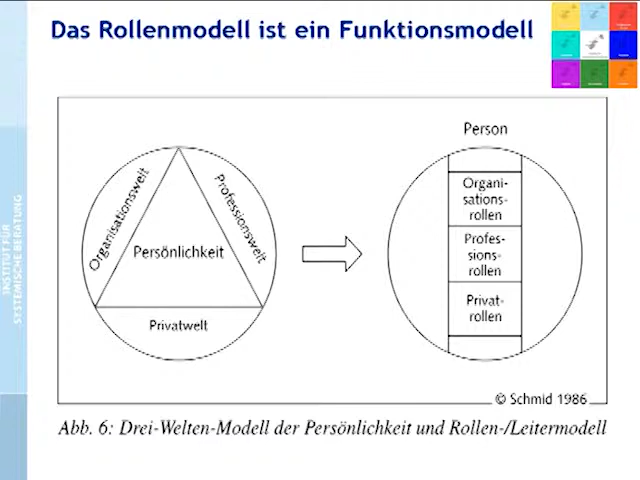 Das Rollenmodell ist ein Funktionsmodell
INSTITUT FÜR
SYSTEMISCHE BERATUNG
Organisationswelt
Professionswelt
Persönlichkeit
Privatwelt
Person
Organi-
sations-
rollen
Profes-
sions-
rollen
Privat-
rollen
© Schmid 1986
Abb. 6: Drei-Welten-Modell der Persönlichkeit und Rollen-/Leitermodell